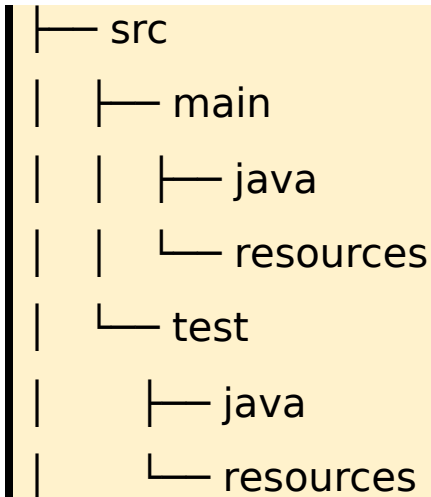 ├── src
│   ├── main
│   │   ├── java
│   │   └── resources
│   └── test
│       ├── java
│       └── resources